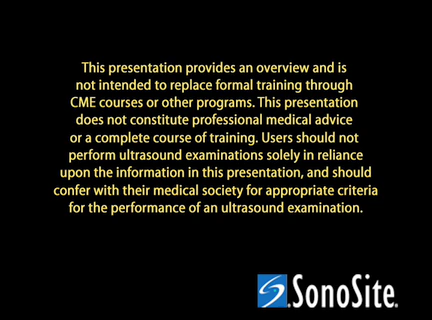 This presentation provides an overview and is
not intended to replace formal training through
CME courses or other programs. This presentation
does not constitute professional medical advice
or a complete course of training. Users should not
perform ultrasound examinations solely in reliance
upon the information in this presentation, and should
confer with their medical society for appropriate criteria
for the performance of an ultrasound examination.
SonoSite®